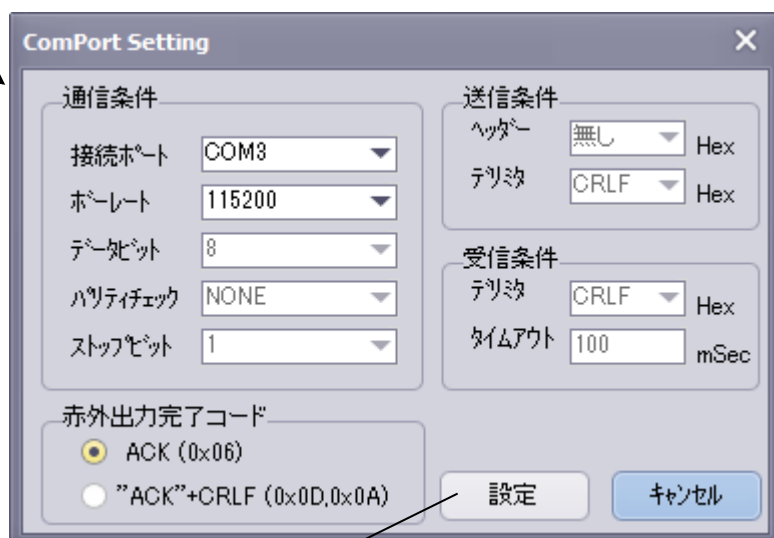 ComPort Setting
通信条件
接続ﾎﾟｰﾄ COM3
ﾎﾞｰﾚｰﾄ 115200
ﾃﾞｰﾀﾋﾞｯﾄ 8
ﾊﾟﾘﾃｨﾁｪｯｸ NONE
ｽﾄｯﾌﾟﾋﾞｯﾄ 1
送信条件
ﾍｯﾀﾞｰ 無し Hex
ﾃﾞﾘﾐﾀ CRLF Hex
受信条件
ﾃﾞﾘﾐﾀ CRLF Hex
ﾀｲﾑｱｳﾄ 100 mSec
赤外出力完了コード
ACK (0x06)
”ACK”+CRLF (0x0D,0x0A)
設定
ｷｬﾝｾﾙ